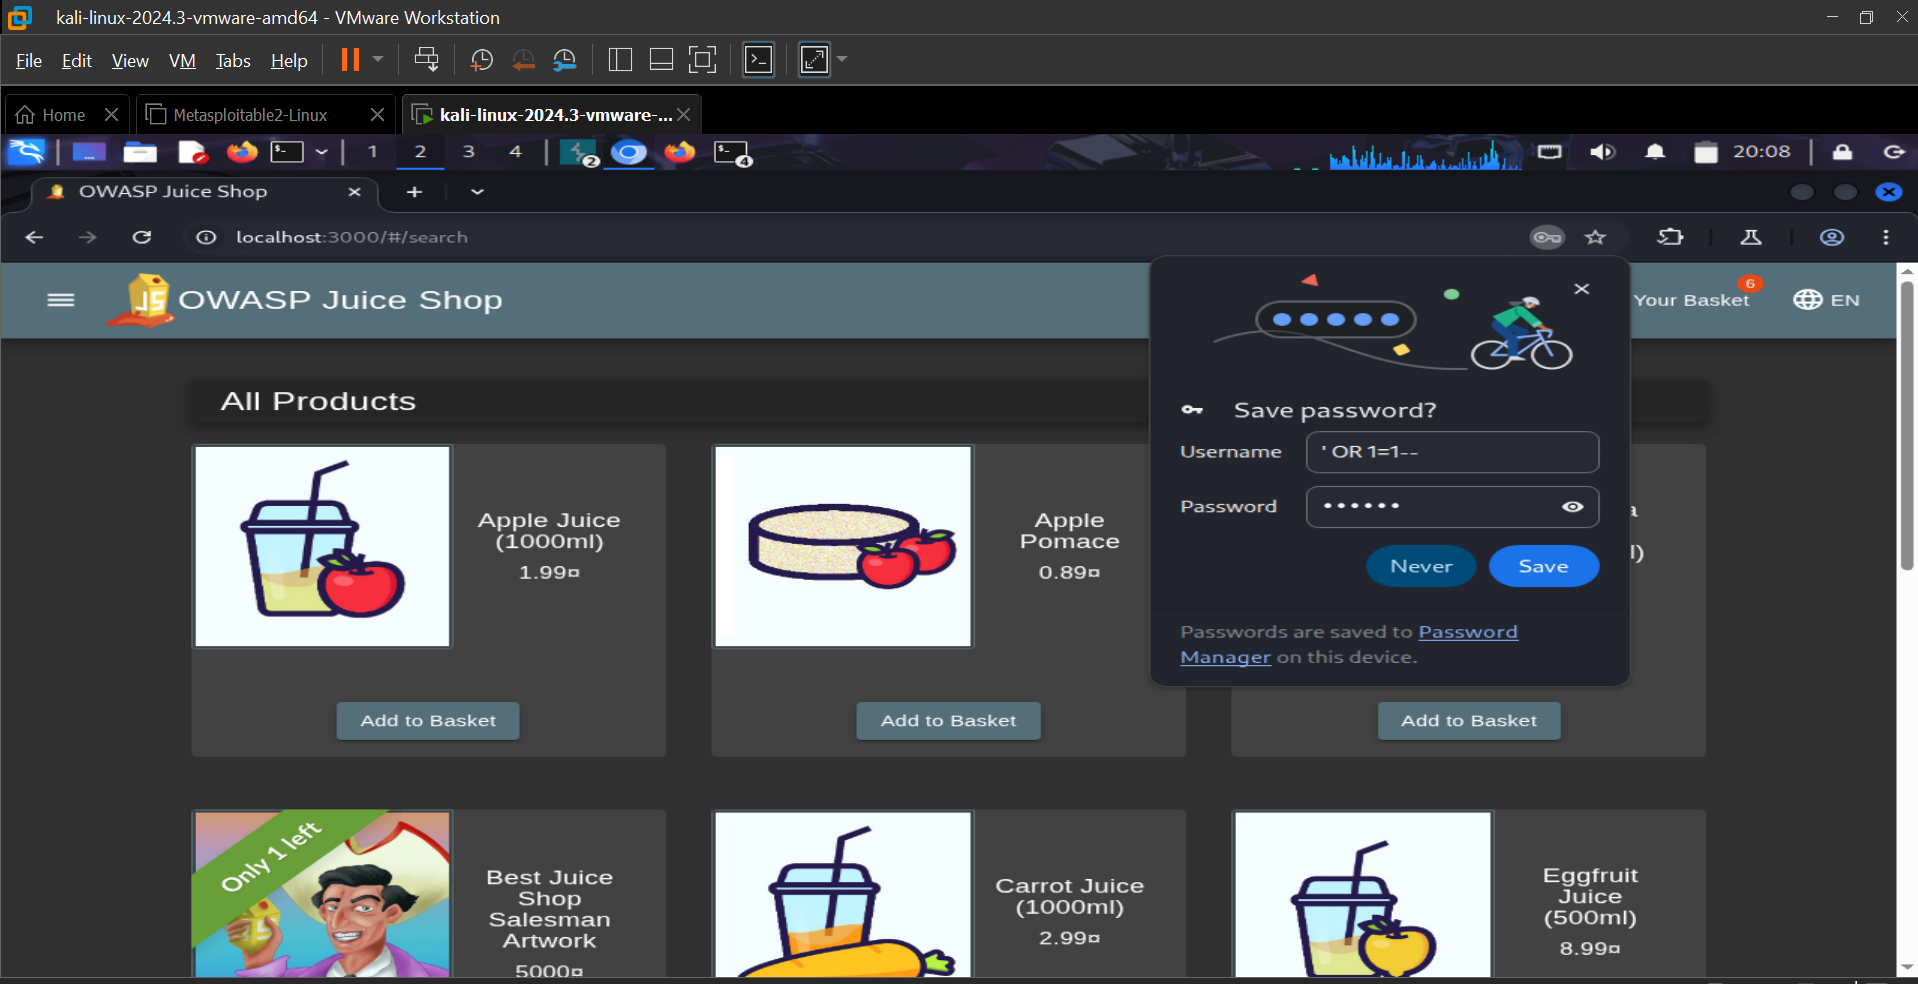 kali-linux-2024.3-vmware-amd64 - VMware Workstation
File Edit View VM Tabs Help
Home
Metasploitable2-Linux
kali-linux-2024.3-vmware-...
1 2 3 4
2
4
20:08
OWASP Juice Shop
localhost:3000/#/search
JS
OWASP Juice Shop
Your Basket
6
EN
All Products
Save password?
Username
' OR 1=1--
Password
••••••
Never
Save
Passwords are saved to Password
Manager on this device.
Apple Juice
(1000ml)
1.99¤
Add to Basket
Apple
Pomace
0.89¤
Add to Basket
a
l)
Add to Basket
Only 1 left
Best Juice
Shop
Salesman
Artwork
5000¤
Carrot Juice
(1000ml)
2.99¤
Eggfruit
Juice
(500ml)
8.99¤